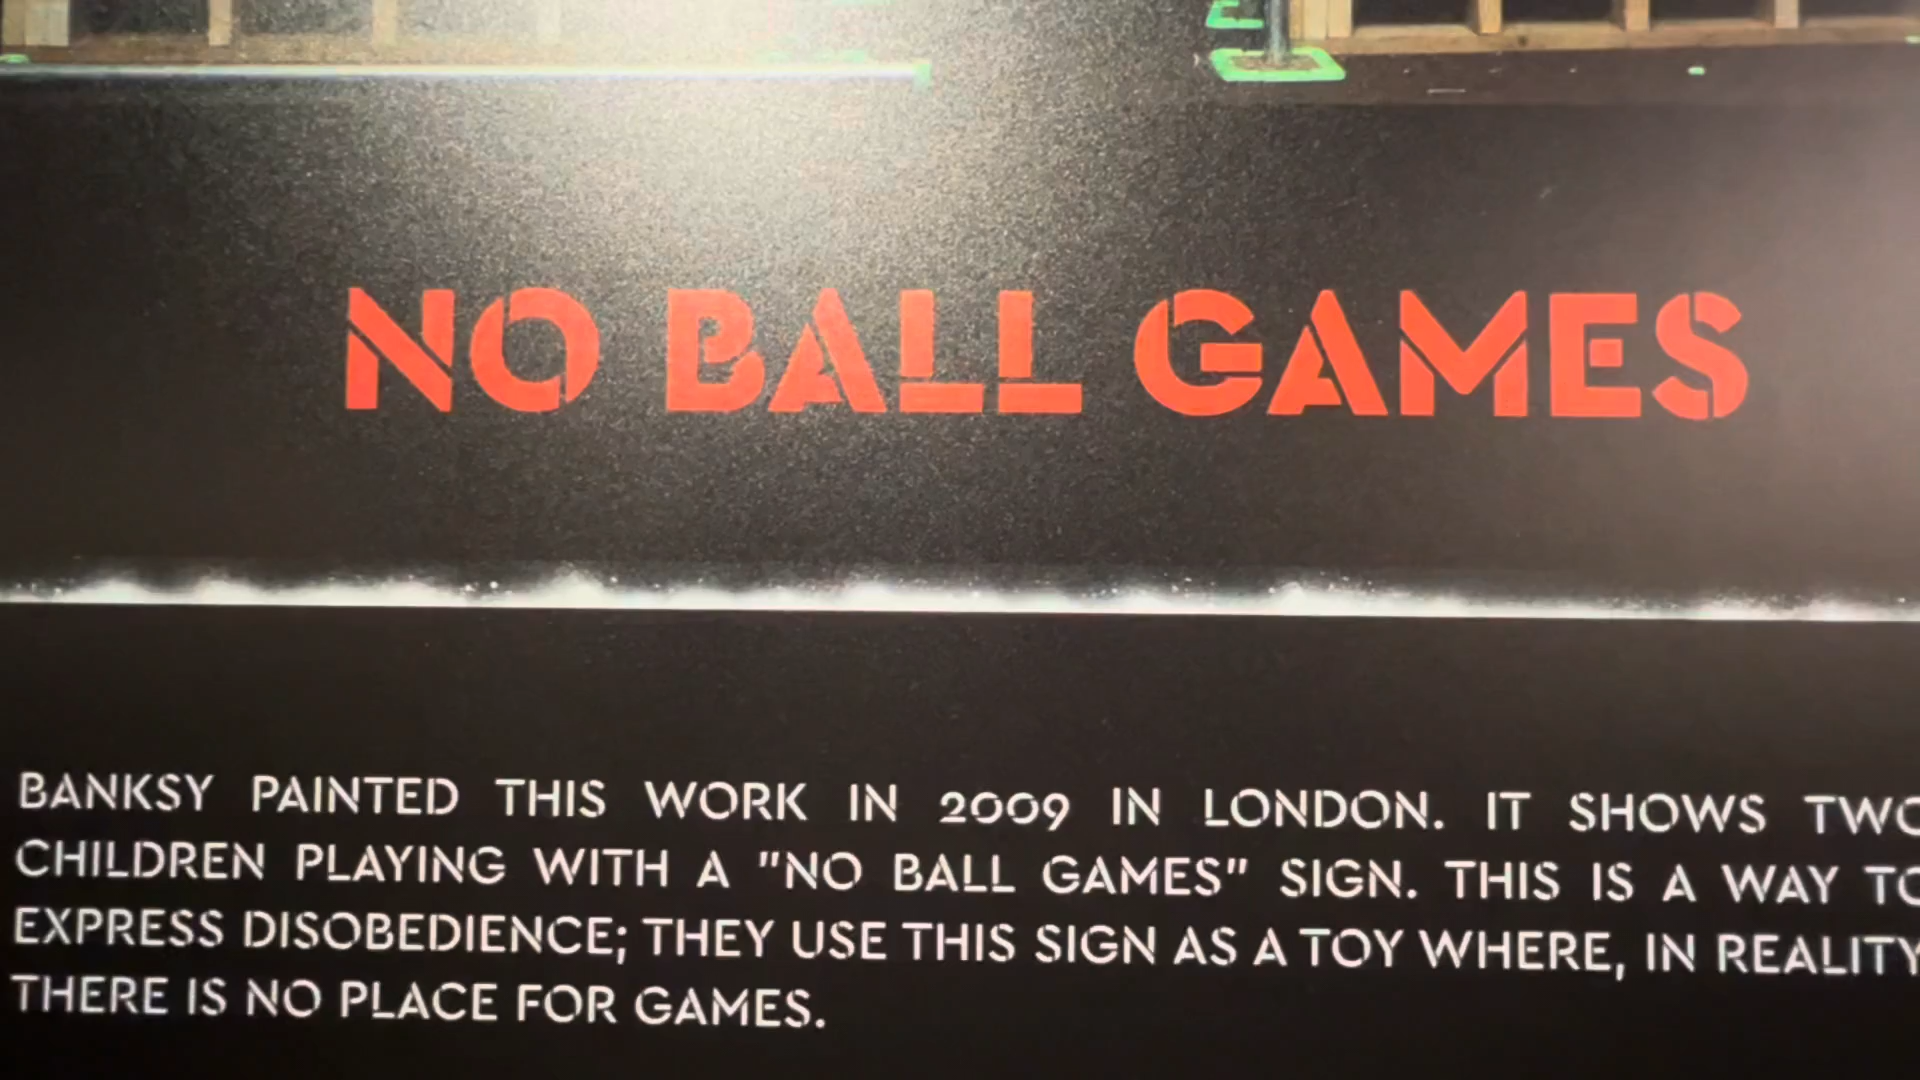 NO BALL GAMES
BANKSY PAINTED THIS WORK IN 2009 IN LONDON. IT SHOWS TWO
CHILDREN PLAYING WITH A "NO BALL GAMES" SIGN. THIS IS A WAY TO
EXPRESS DISOBEDIENCE; THEY USE THIS SIGN AS A TOY WHERE, IN REALITY
THERE IS NO PLACE FOR GAMES.